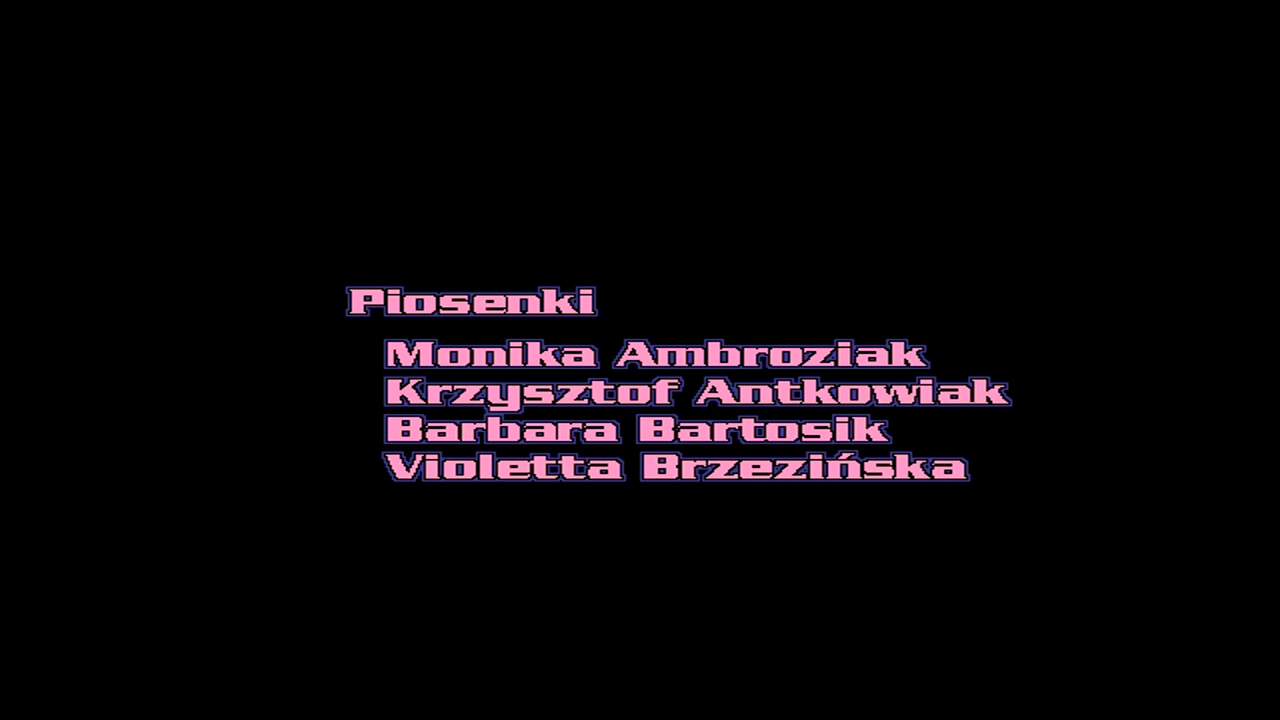 Piosenki
Monika Ambroziak
Krzysztof Antkowiak
Barbara Bartosik
Violetta Brzezińska